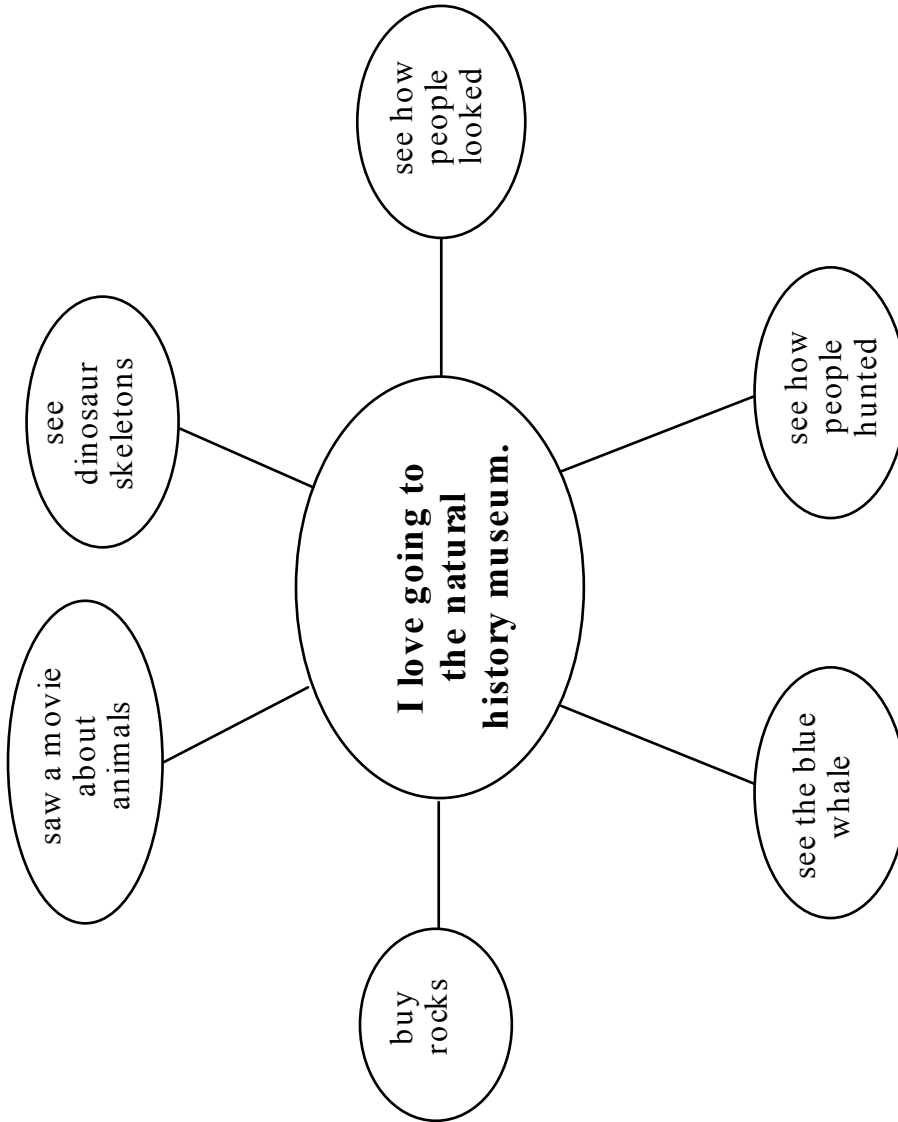 saw a movie
about
animals
see
dinosaur
skeletons
buy
rocks
I love going to
the natural
history museum.
see how
people
looked
see the blue
whale
see how
people
hunted